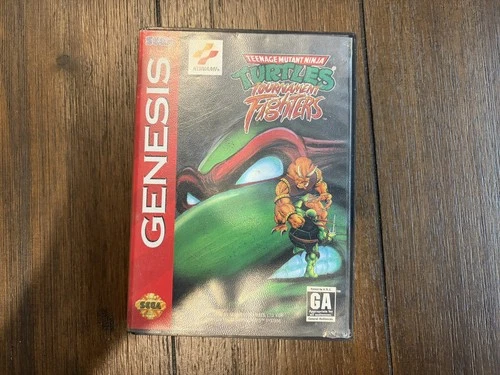 SEGA
KONAMI
GENESIS
TEENAGE MUTANT NINJA
TURTLES
TOURNAMENT
FIGHTERS
GA
SEGA